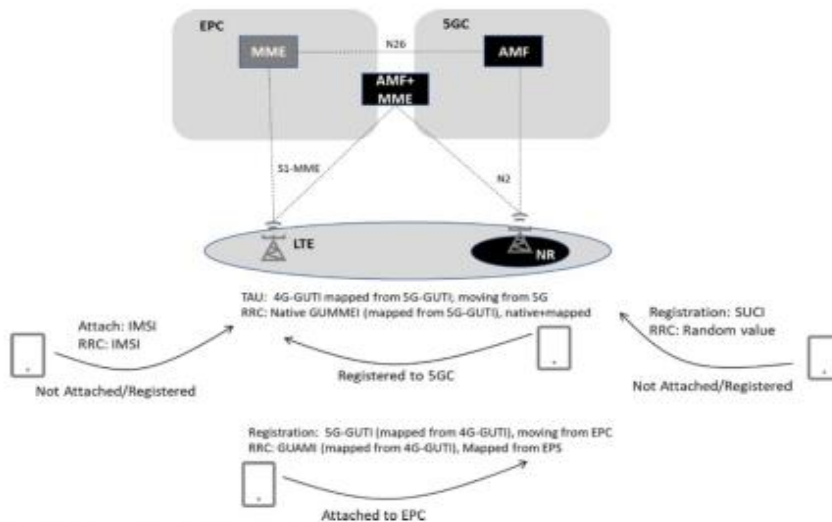 EPC
5GC
MME
N26
AMF
AMF+
MME
S1-MME
N2
LTE
NR
TAU: 4G-GUTI mapped from 5G-GUTI, moving from 5G
RRC: Native GUMMEI (mapped from 5G-GUTI), native+mapped
Attach: IMSI
RRC: IMSI
Registration: SUCI
RRC: Random value
Not Attached/Registered
Registered to 5GC
Not Attached/Registered
Registration: 5G-GUTI (mapped from 4G-GUTI), moving from EPC
RRC: GUAMI (mapped from 4G-GUTI), Mapped from EPS
Attached to EPC